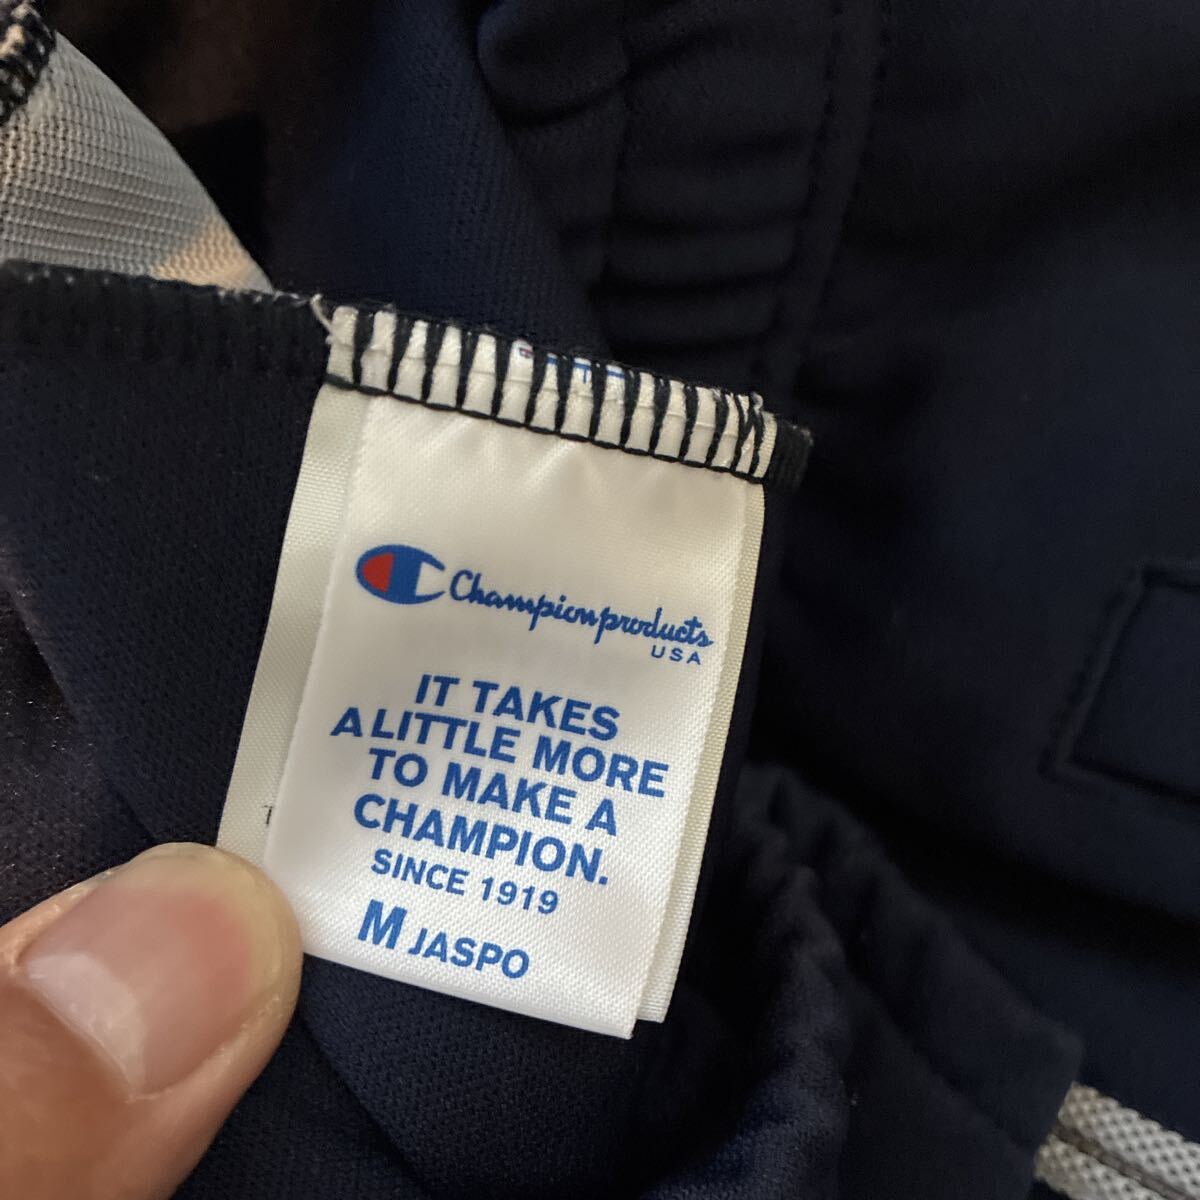 Championproducts
USA
IT TAKES
A LITTLE MORE
TO MAKE A
CHAMPION.
SINCE 1919
M JASPO